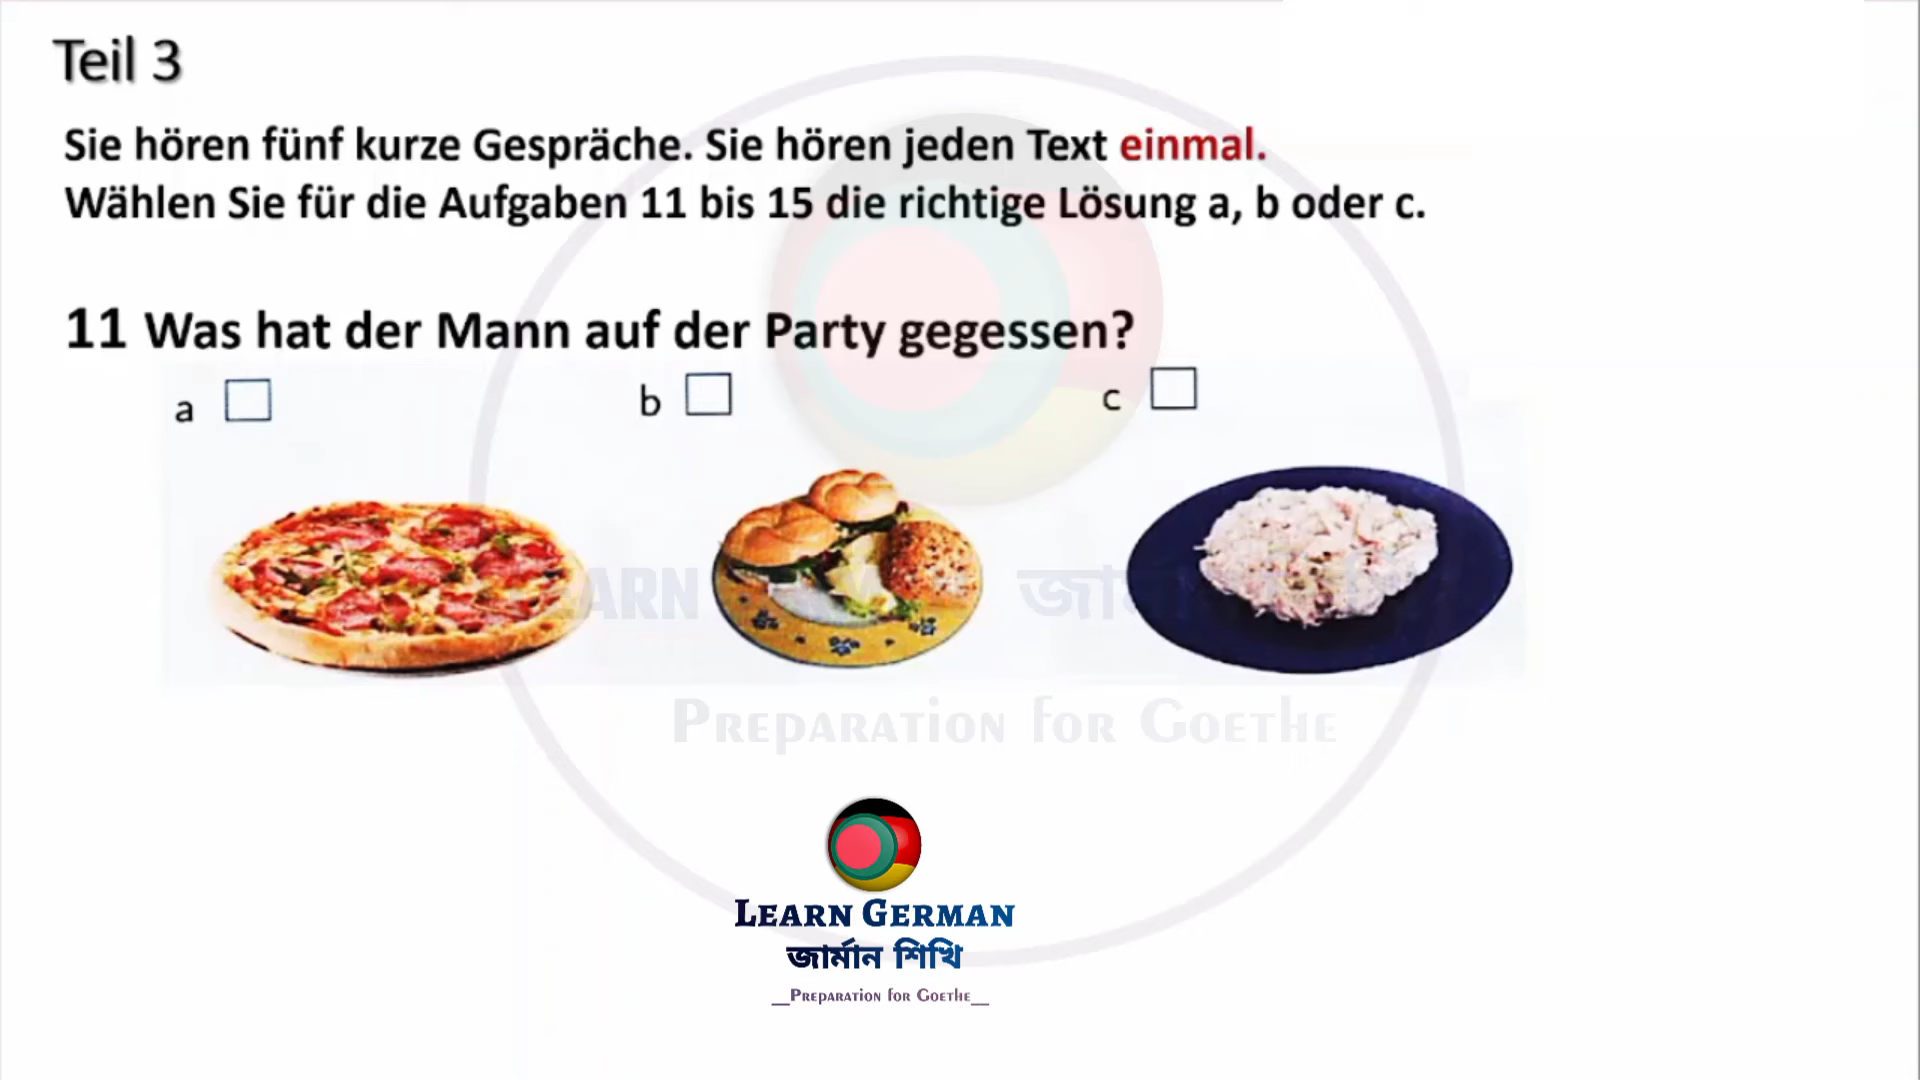 Teil 3
Sie hören fünf kurze Gespräche. Sie hören jeden Text einmal.
Wählen Sie für die Aufgaben 11 bis 15 die richtige Lösung a, b oder c.
11 Was hat der Mann auf der Party gegessen?
a b c
Preparation for Goethe
Learn German
জার্মান শিখি
__Preparation for Goethe__